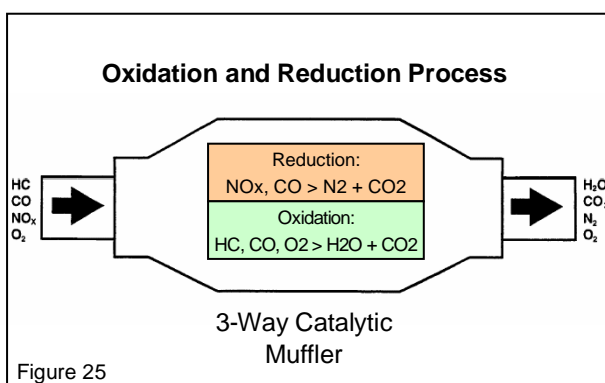 Oxidation and Reduction Process
HC
CO
NOx
O2
Reduction:
NOx, CO > N2 + CO2
Oxidation:
HC, CO, O2 > H2O + CO2
H2O
CO2
N2
O2
3-Way Catalytic
Muffler
Figure 25